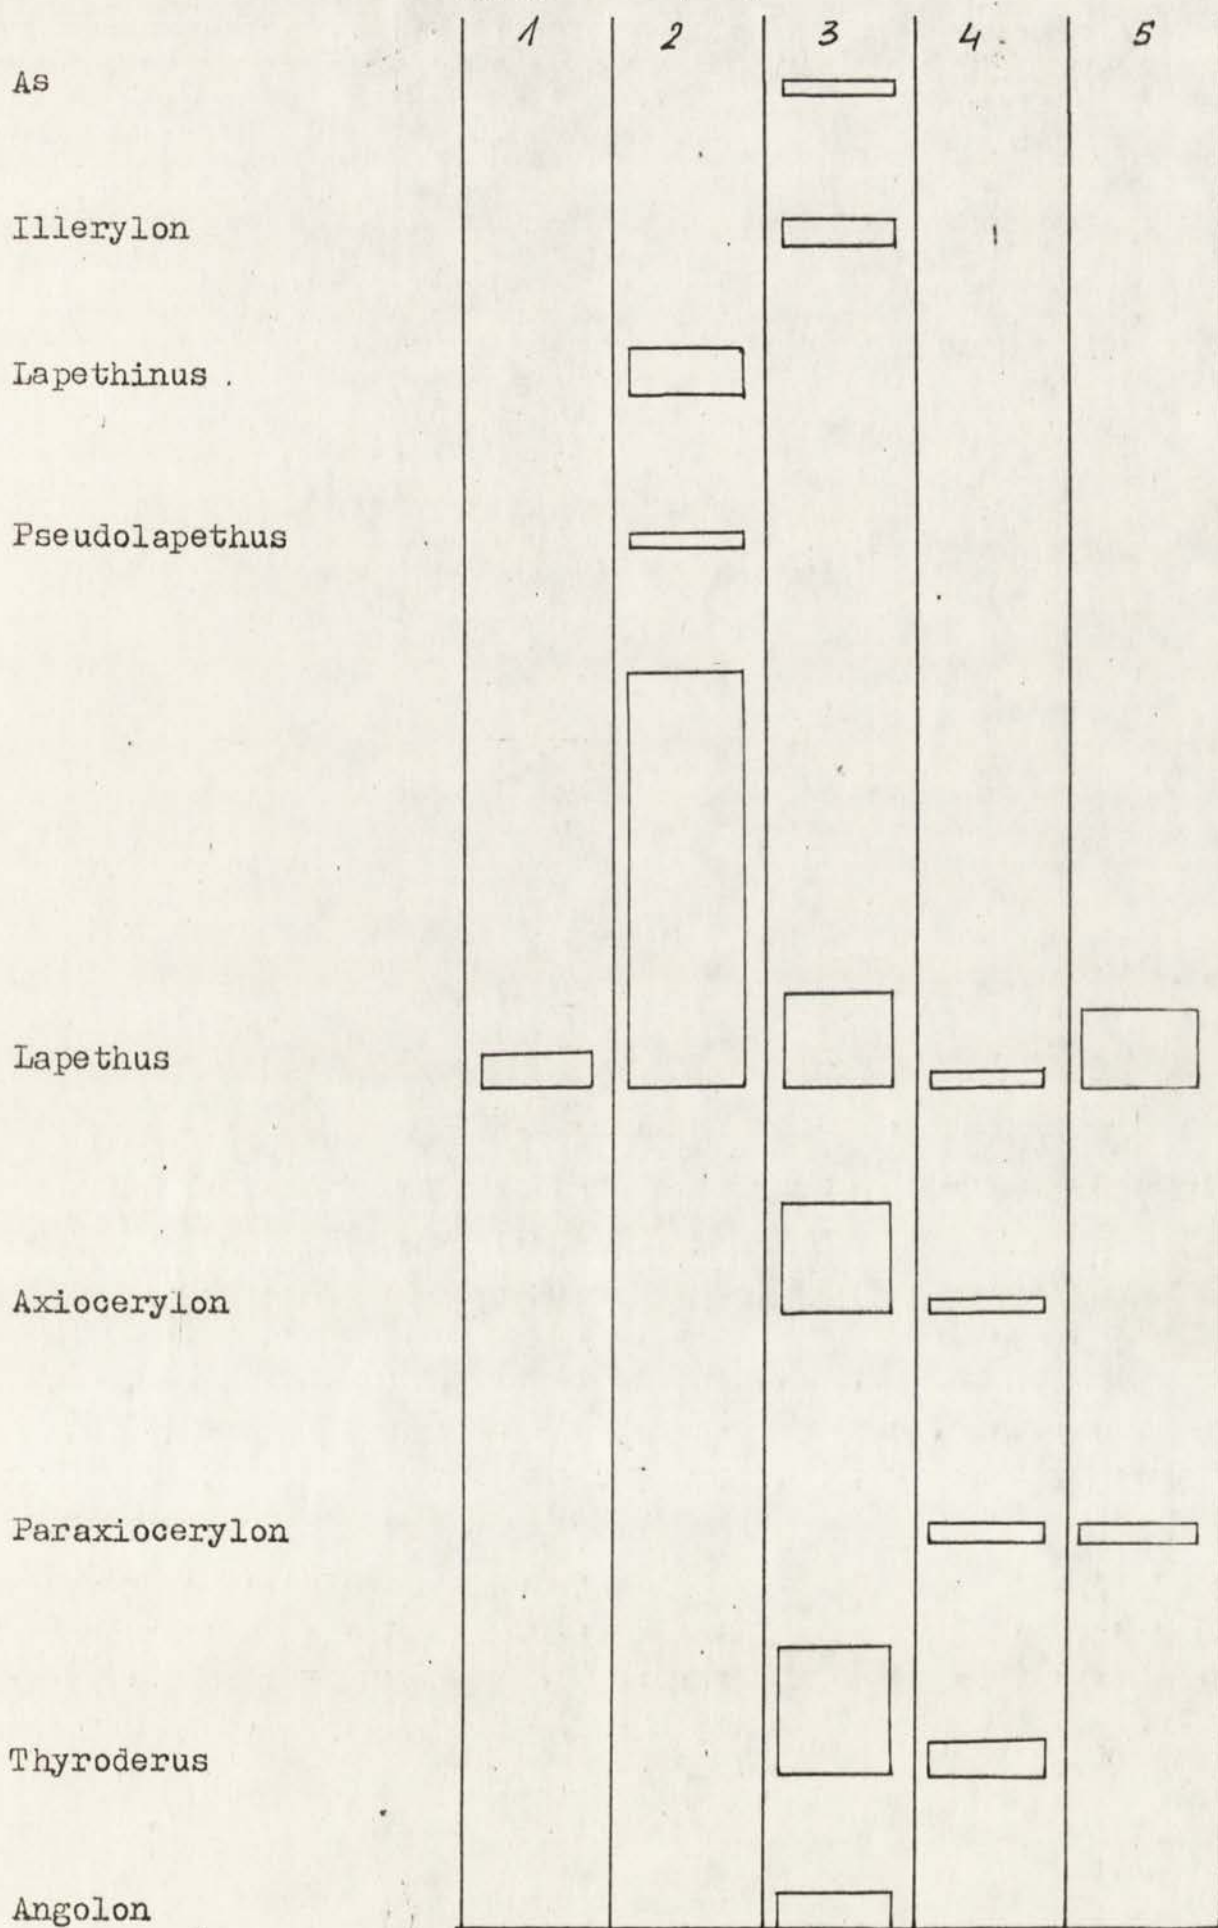 1 2 3 4 5
As
Illerylon
Lapethinus .
Pseudolapethus
Lapethus
Axiocerylon
Paraxiocerylon
Thyroderus
Angolon